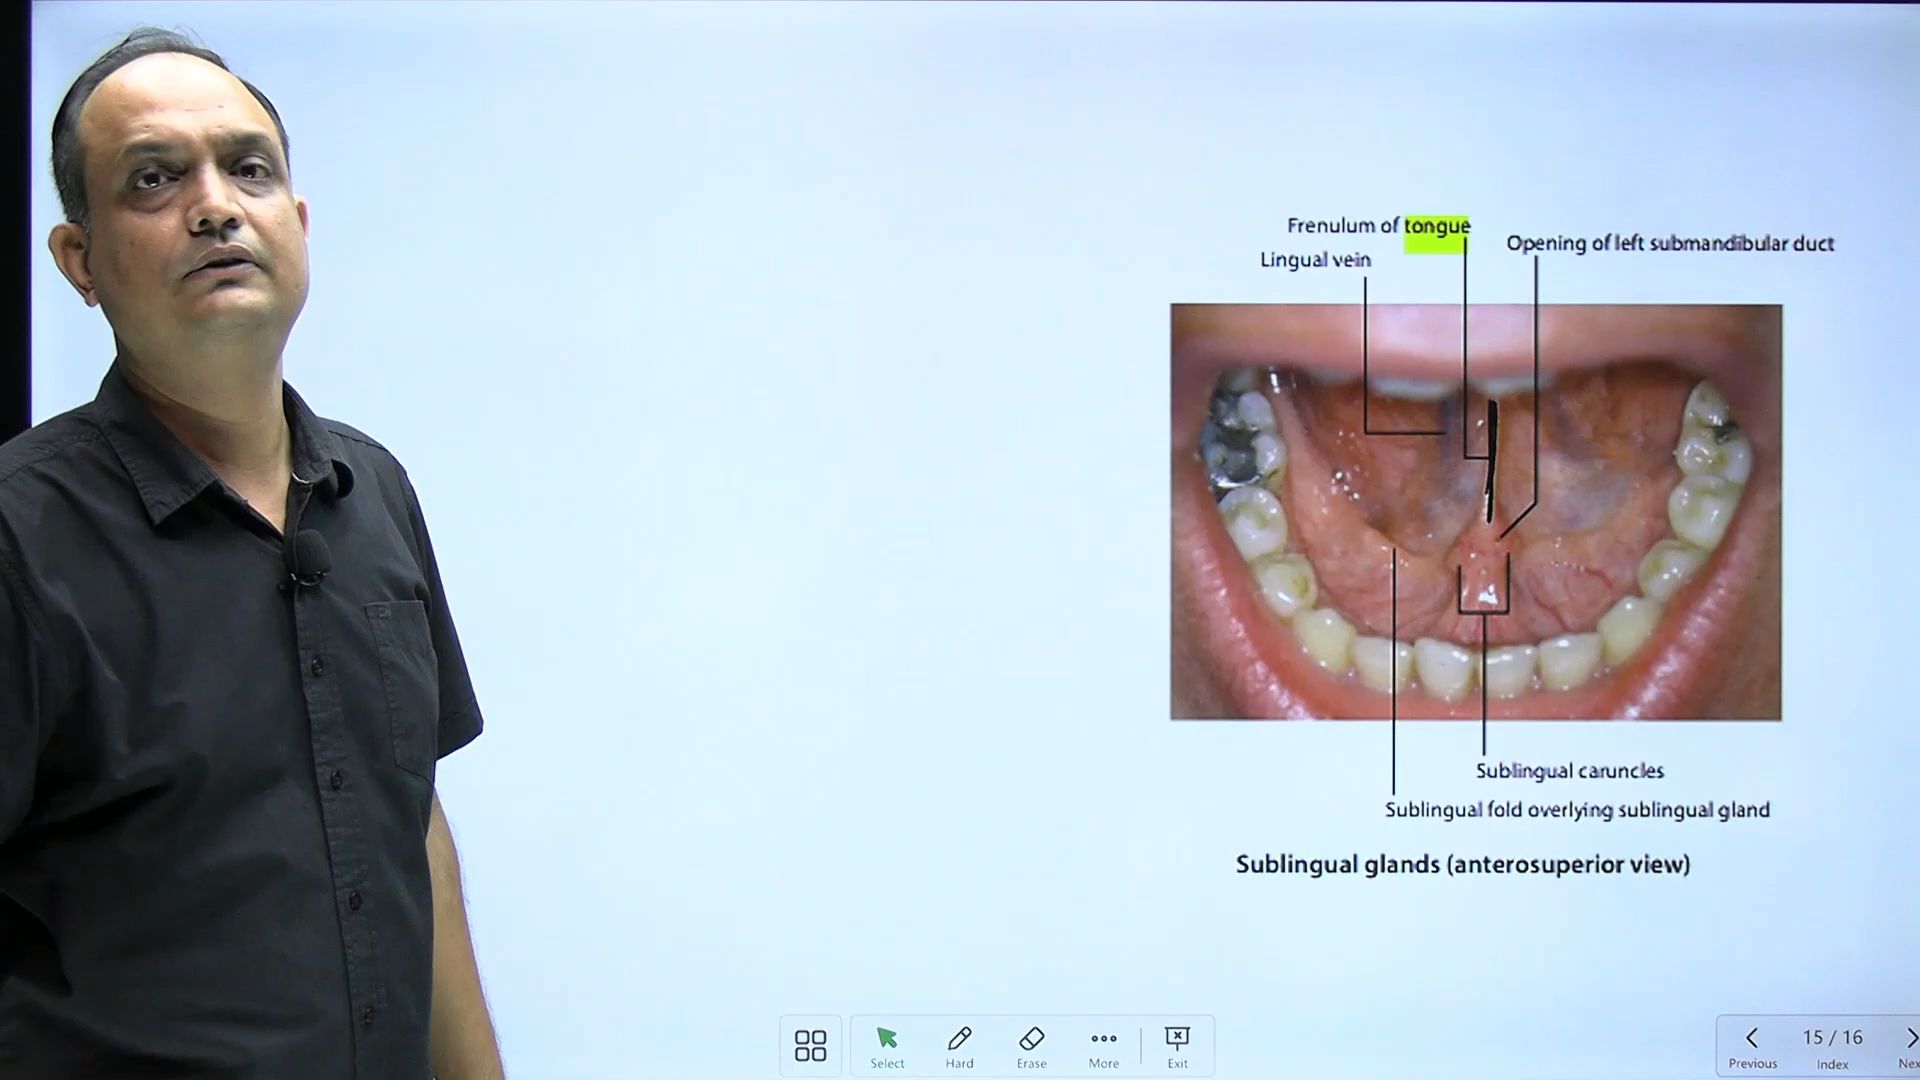 Frenulum of tongue
Opening of left submandibular duct
Lingual vein
Sublingual caruncles
Sublingual fold overlying sublingual gland
Sublingual glands (anterosuperior view)
Select
Hard
Erase
More
Exit
Previous
15 / 16
Index